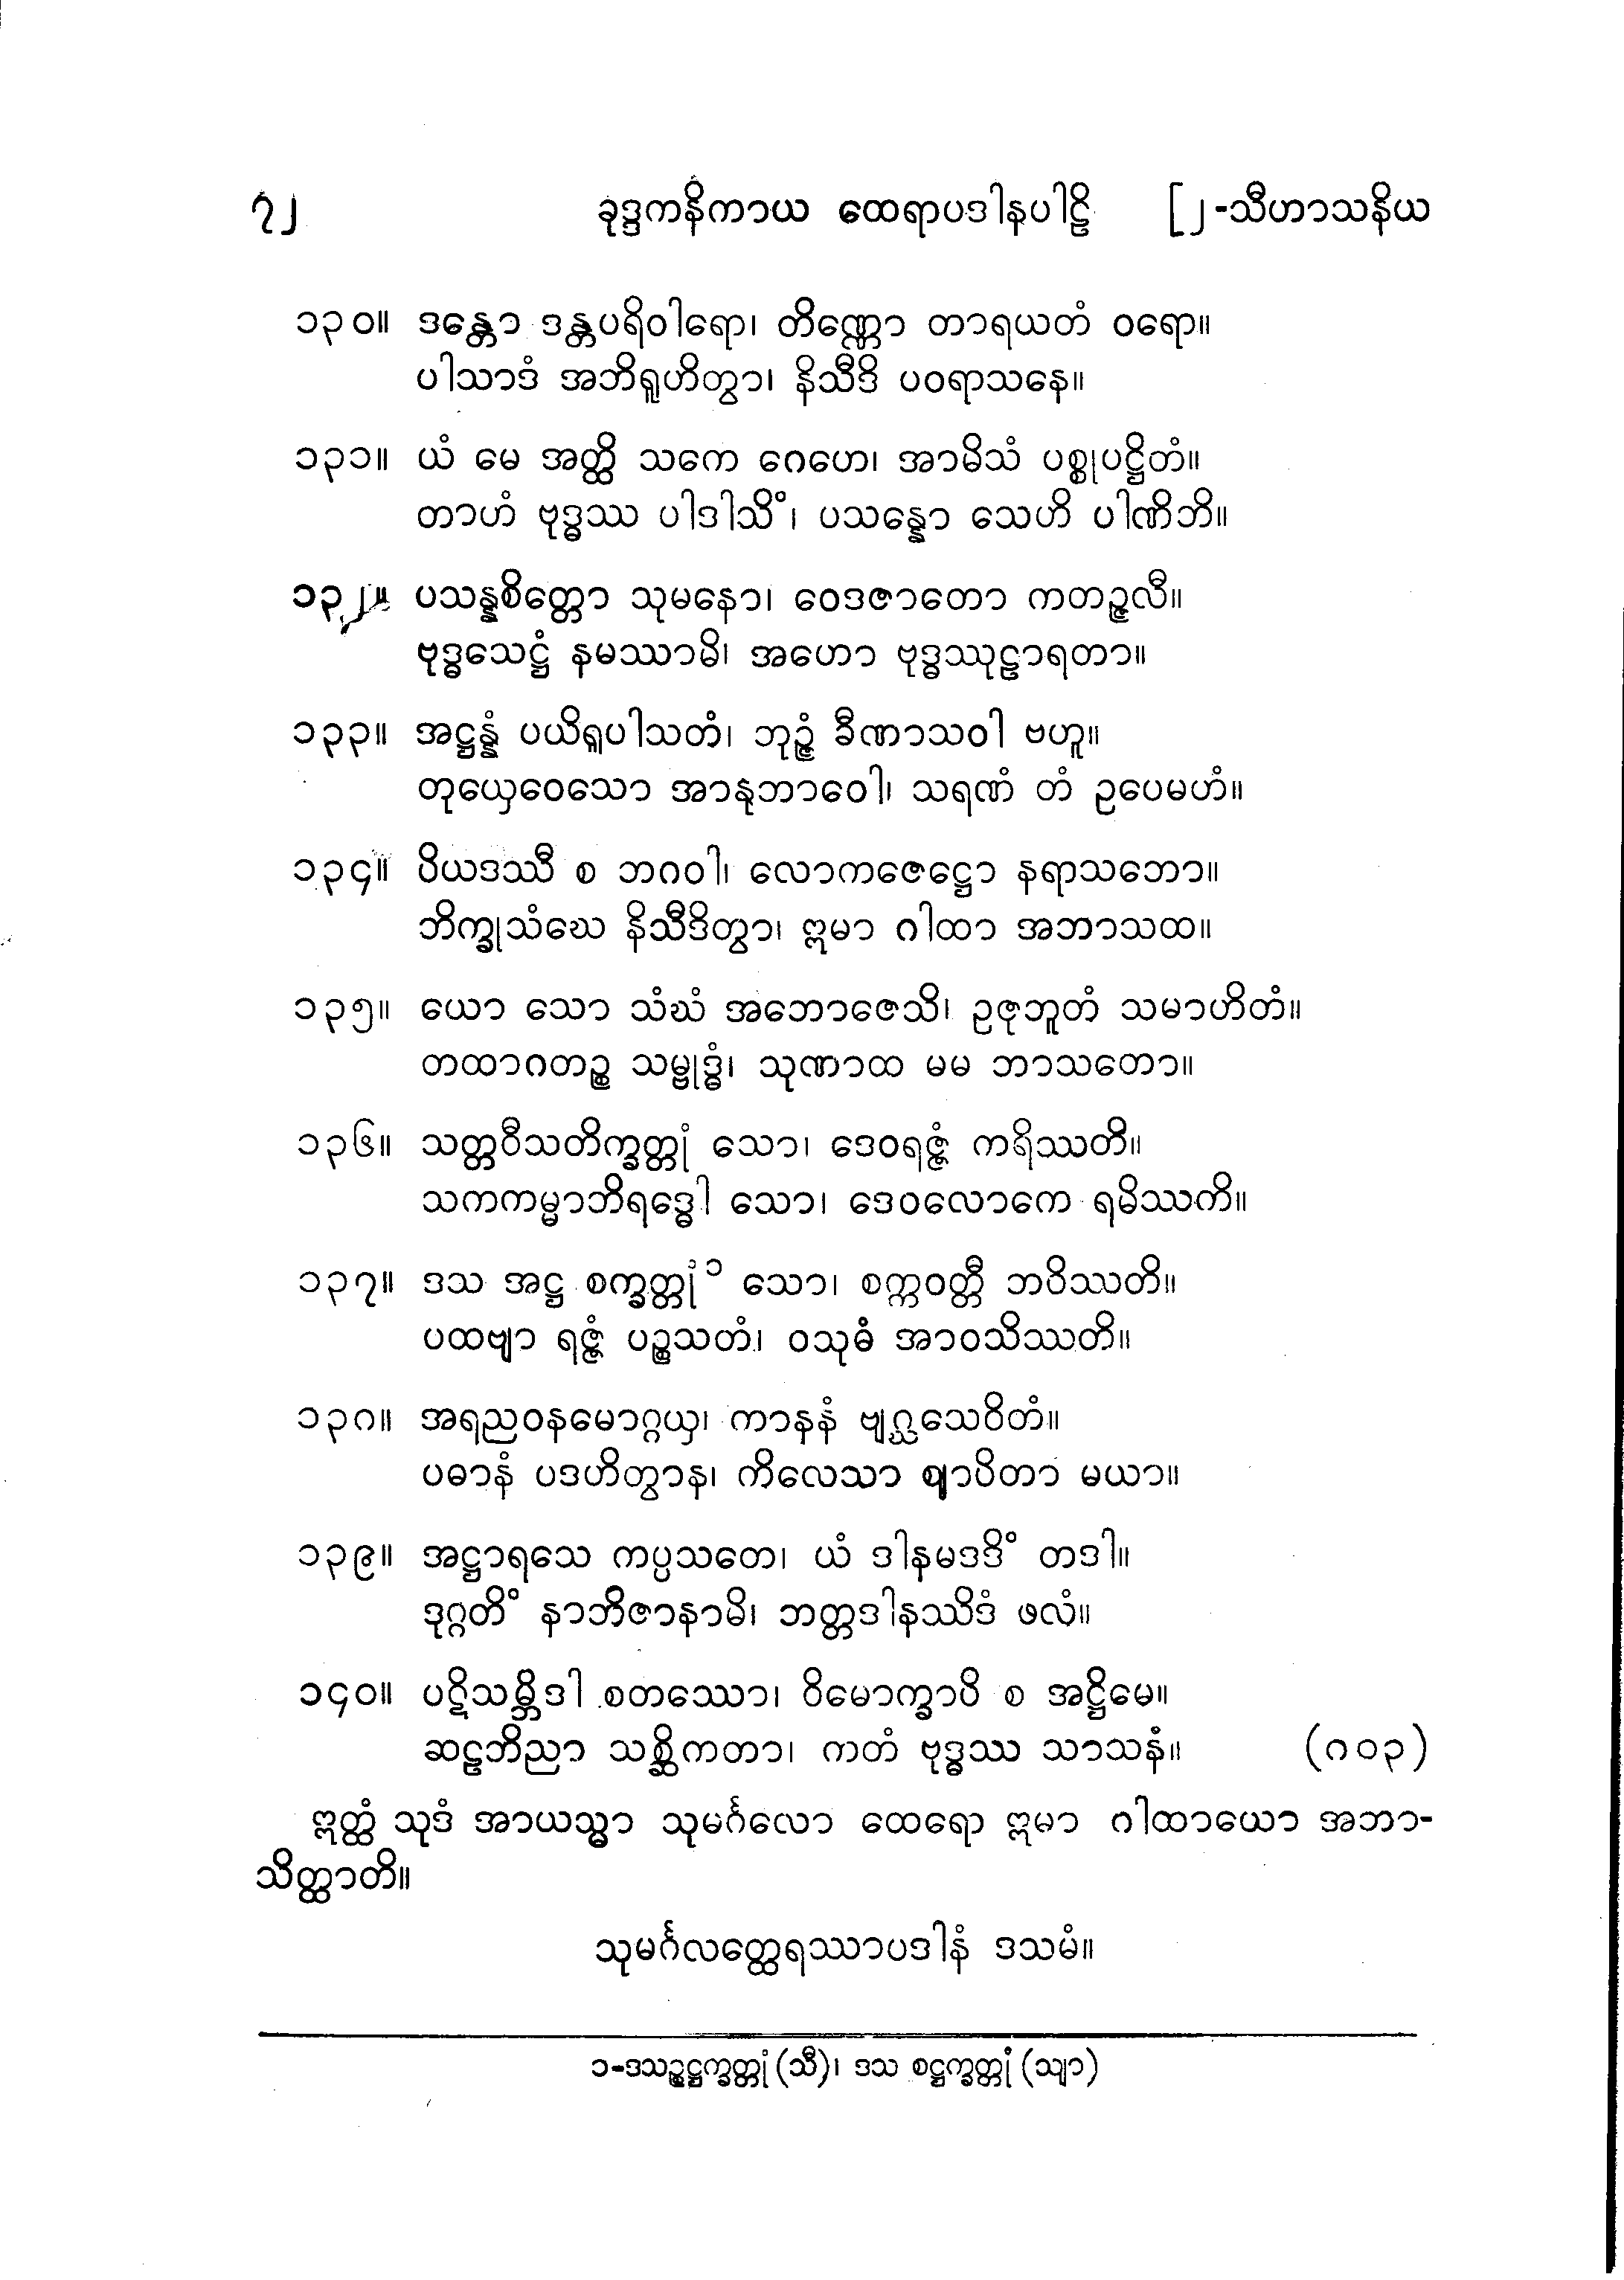 ၇၂ ခုဒ္ဒကနိကာယ ထေရာပဒါနပါဠိ [၂-သီဟာသနိယ
၁၃၀။ ဒန္တော ဒန္တပရိဝါရော၊ တိဏ္ဏော တာရယတံ ဝရော။
ပါသာဒံ အဘိရူဟိတွာ၊ နိသီဒိ ပဝရာသနေ။
၁၃၁။ ယံ မေ အတ္ထိ သကေ ဂေဟေ၊ အာမိသံ ပစ္စုပဋ္ဌိတံ။
တာဟံ ဗုဒ္ဓဿ ပါဒါသိံ၊ ပသန္နော သေဟိ ပါဏိဘိ။
၁၃၂။ ပသန္နစိတ္တော သုမနော၊ ဝေဒဇာတော ကတဉ္ဇလီ။
ဗုဒ္ဓသေဋ္ဌံ နမဿာမိ၊ အဟော ဗုဒ္ဓဿုဠာရတာ။
၁၃၃။ အဋ္ဌန္နံ ပယိရူပါသတံ၊ ဘုဉ္ဇံ ခီဏာသဝါ ဗဟူ။
တုယှေဝေသော အာနုဘာဝေါ၊ သရဏံ တံ ဥပေမဟံ။
၁၃၄။ ပိယဒဿီ စ ဘဂဝါ၊ လောကဇေဋ္ဌော နရာသဘော။
ဘိက္ခုသံဃေ နိသီဒိတွာ၊ ဣမာ ဂါထာ အဘာသထ။
၁၃၅။ ယော သော သံဃံ အဘောဇေသိ၊ ဥဇုဘူတံ သမာဟိတံ။
တထာဂတဉ္စ သမ္ဗုဒ္ဓံ၊ သုဏာထ မမ ဘာသတော။
၁၃၆။ သတ္တဝီသတိက္ခတ္တုံ သော၊ ဒေဝရဇ္ဇံ ကရိဿတိ။
သကကမ္မာဘိရဒ္ဓေါ သော၊ ဒေဝလောကေ ရမိဿကိ။
၁၃၇။ ဒသ အဋ္ဌ စက္ခတ္တုံ ၁ သော၊ စက္ကဝတ္တီ ဘဝိဿတိ။
ပထဗျာ ရဇ္ဇံ ပဉ္စသတံ၊ ဝသုဓံ အာဝသိဿတိ။
၁၃၈။ အရညဝနမောဂ္ဂယှ၊ ကာနနံ ဗျဂ္ဃသေဝိတံ။
ပဓာနံ ပဒဟိတွာန၊ ကိလေသာ ဈာပိတာ မယာ။
၁၃၉။ အဋ္ဌာရသေ ကပ္ပသတေ၊ ယံ ဒါနမဒဒိံ တဒါ။
ဒုဂ္ဂတိံ နာဘိဇာနာမိ၊ ဘတ္တဒါနဿိဒံ ဖလံ။
၁၄၀။ ပဋိသမ္ဘိဒါ စတဿော၊ ဝိမောက္ခာပိ စ အဋ္ဌိမေ။
ဆဠဘိညာ သစ္ဆိကတာ၊ ကတံ ဗုဒ္ဓဿ သာသနံ။ (၈၀၃)
ဣတ္ထံ သုဒံ အာယသ္မာ သုမင်္ဂလော ထေရော ဣမာ ဂါထာယော အဘာ-
သိတ္ထာတိ။
သုမင်္ဂလတ္ထေရဿာပဒါနံ ဒသမံ။
၁-ဒသဉ္စဋ္ဌက္ခတ္တုံ (သီ)၊ ဒသ စဋ္ဌက္ခတ္တုံ (သျာ)